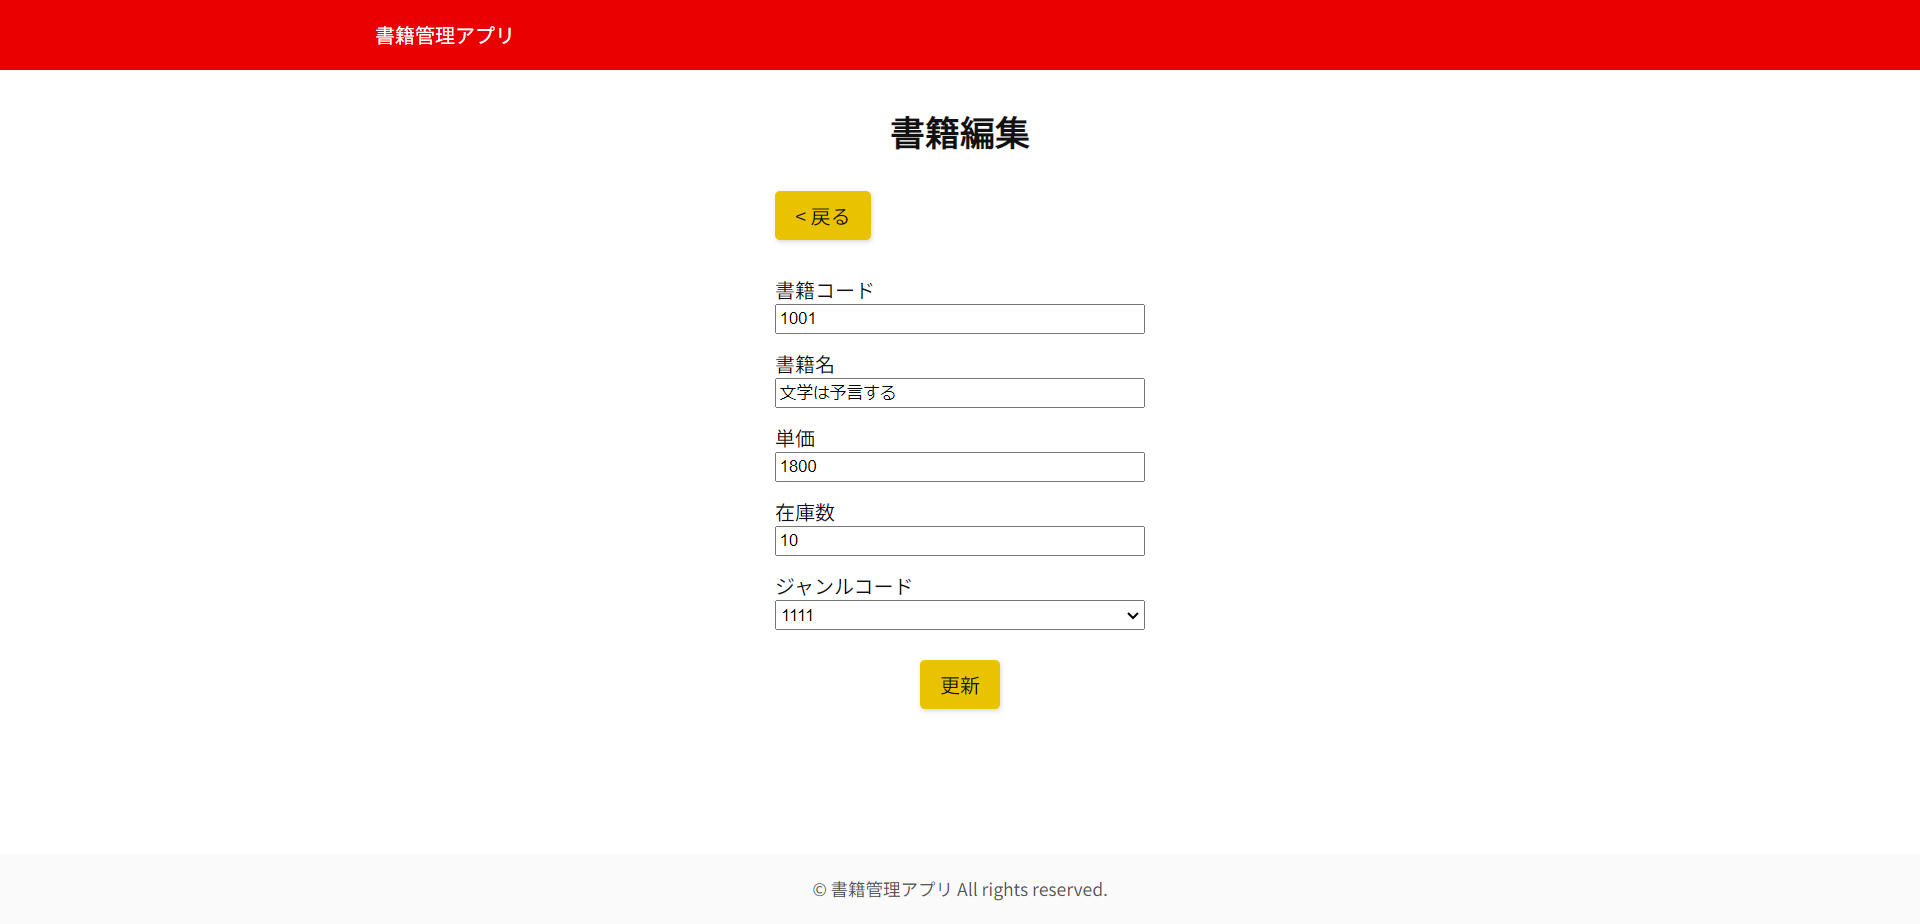 書籍管理アプリ
書籍編集
< 戻る
書籍コード
1001
書籍名
文学は予言する
単価
1800
在庫数
10
ジャンルコード
1111
更新
© 書籍管理アプリ All rights reserved.